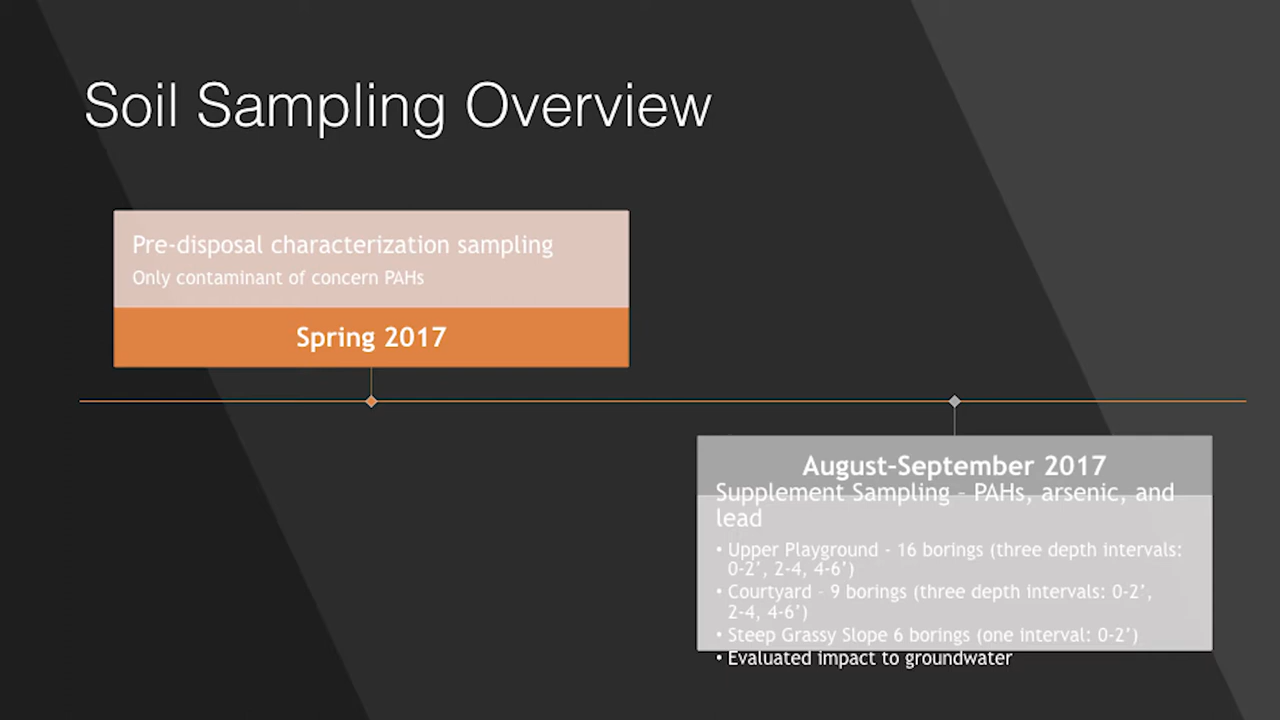 Soil Sampling Overview
Pre-disposal characterization sampling
Only contaminant of concern PAHs
Spring 2017
August-September 2017
Supplement Sampling – PAHs, arsenic, and
lead
• Upper Playground - 16 borings (three depth intervals:
0-2’, 2-4, 4-6’)
• Courtyard – 9 borings (three depth intervals: 0-2’,
2-4, 4-6’)
• Steep Grassy Slope 6 borings (one interval: 0-2’)
• Evaluated impact to groundwater